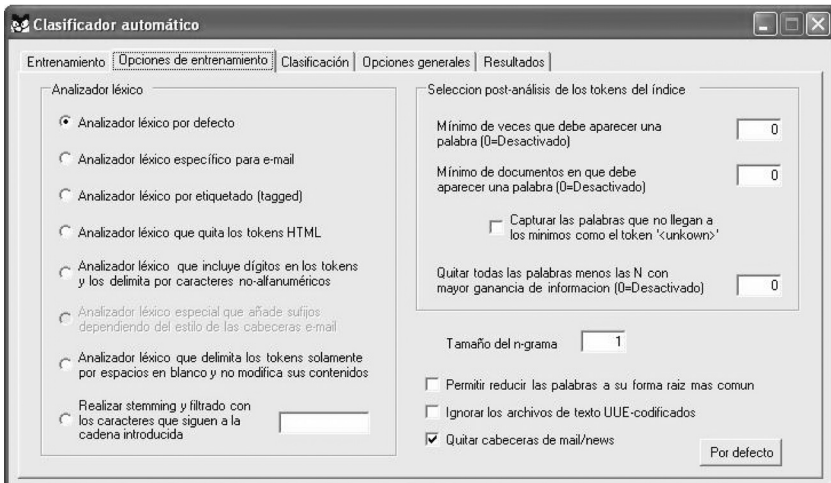 Clasificador automático
Entrenamiento Opciones de entrenamiento Clasificación Opciones generales Resultados
Analizador léxico
Analizador léxico por defecto
Analizador léxico específico para e-mail
Analizador léxico por etiquetado (tagged)
Analizador léxico que quita los tokens HTML
Analizador léxico que incluye dígitos en los tokens
y los delimita por caracteres no-alfanuméricos
Analizador léxico especial que añade sufijos
dependiendo del estilo de las cabeceras e-mail
Analizador léxico que delimita los tokens solamente
por espacios en blanco y no modifica sus contenidos
Realizar stemming y filtrado con
los caracteres que siguen a la
cadena introducida
Seleccion post-análisis de los tokens del índice
Mínimo de veces que debe aparecer una
palabra (0=Desactivado)
0
Mínimo de documentos en que debe
aparecer una palabra (0=Desactivado)
0
Capturar las palabras que no llegan a
los minimos como el token '<unkown>'
Quitar todas las palabras menos las N con
mayor ganancia de informacion (0=Desactivado)
0
Tamaño del n-grama 1
Permitir reducir las palabras a su forma raiz mas comun
Ignorar los archivos de texto UUE-codificados
Quitar cabeceras de mail/news
Por defecto